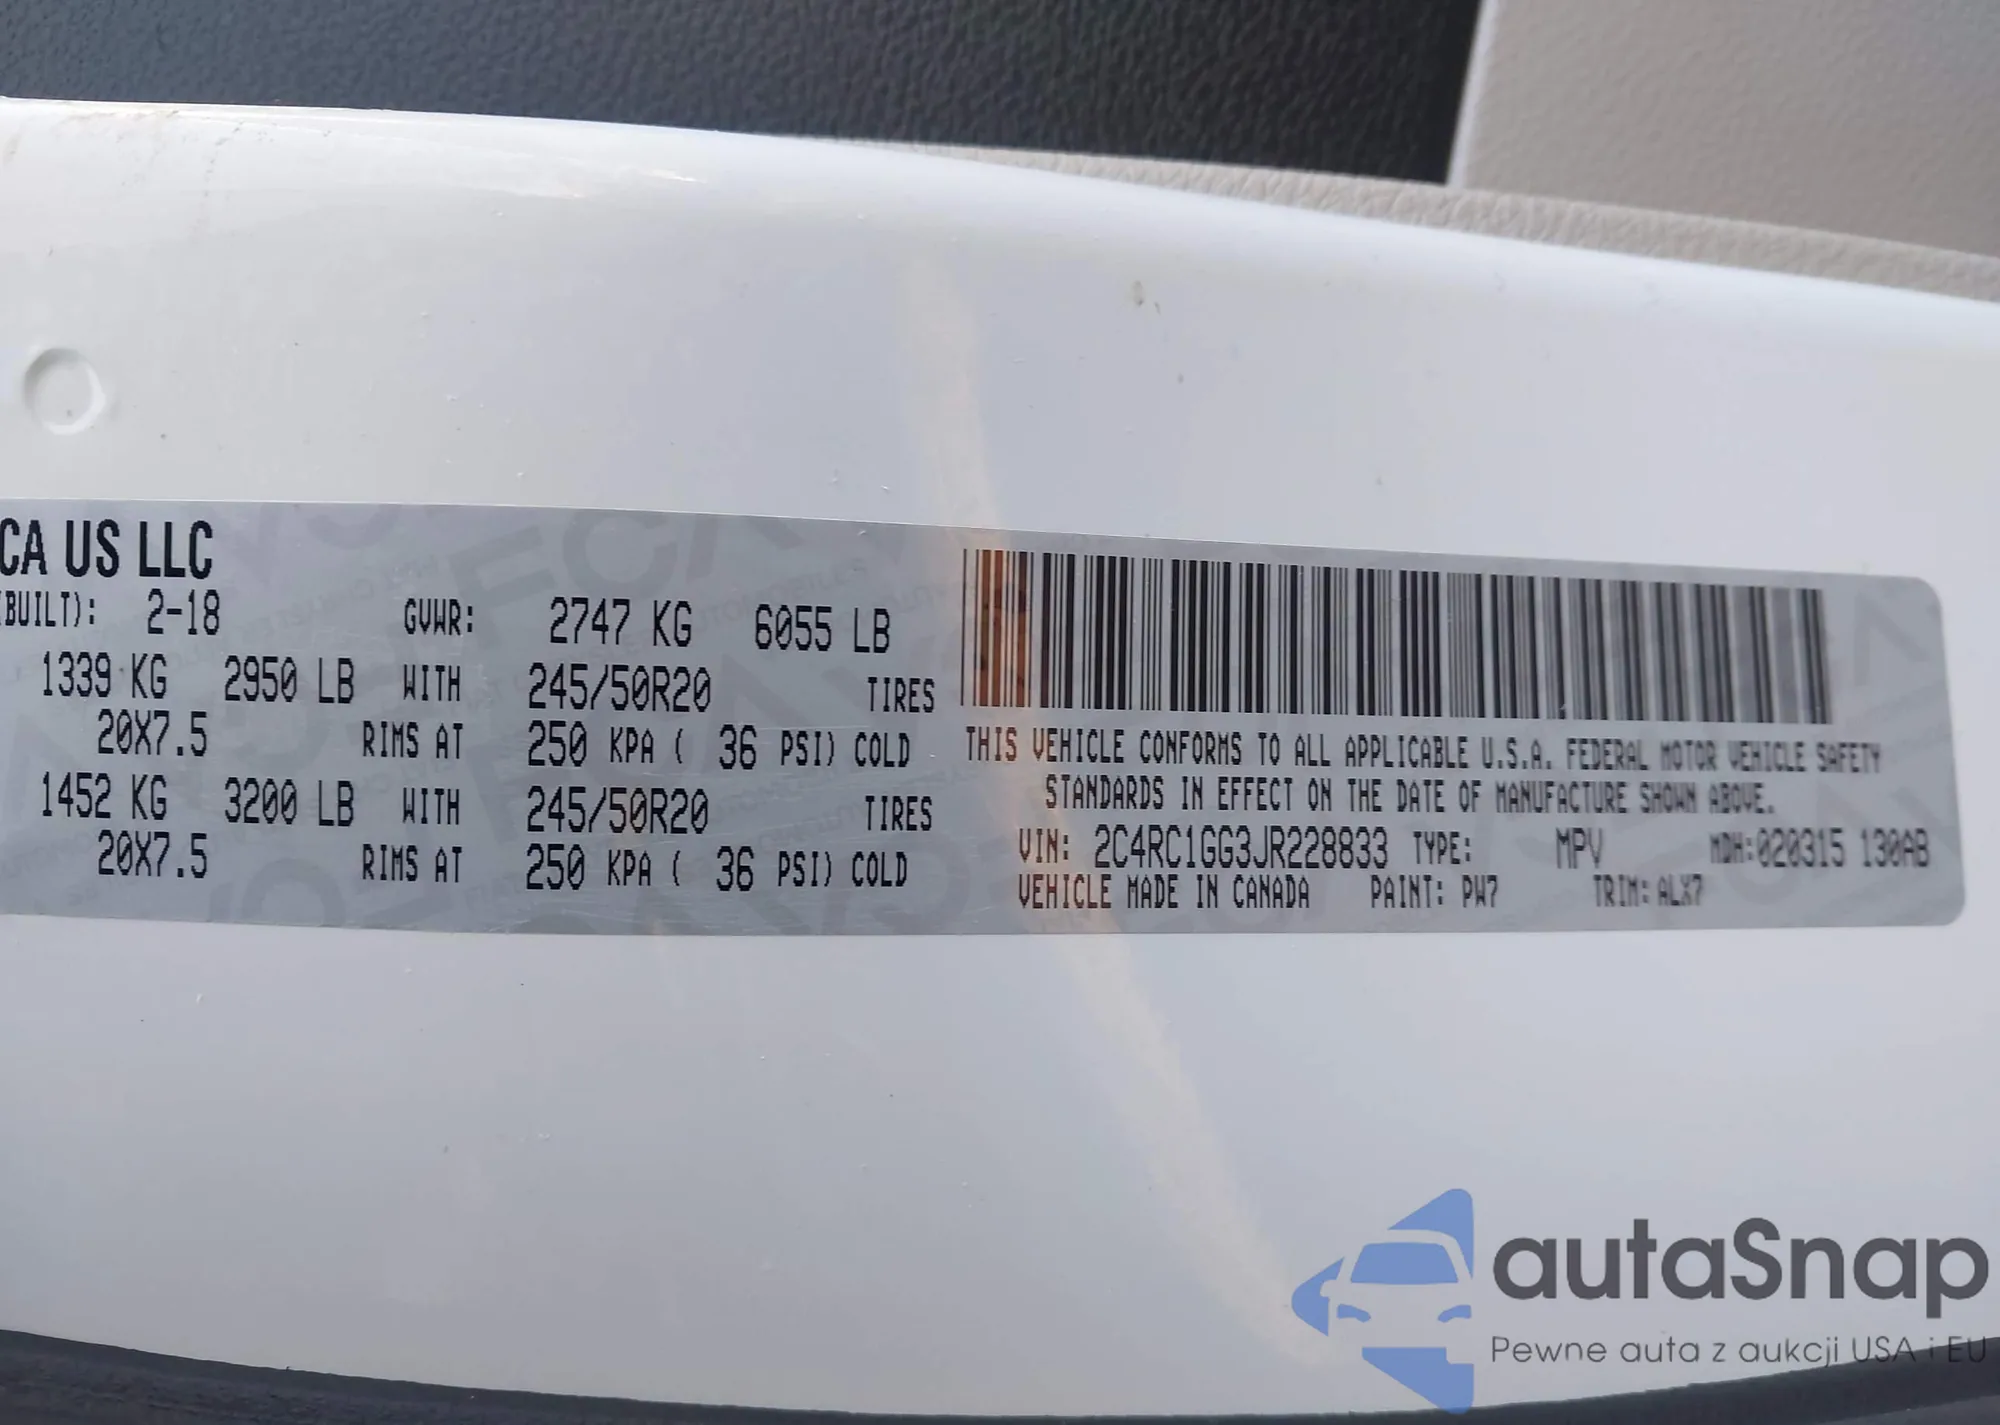 CA US LLC
(BUILT): 2-18 GVWR: 2747 KG 6055 LB
1339 KG 2950 LB WITH 245/50R20 TIRES
20X7.5 RIMS AT 250 KPA ( 36 PSI) COLD
1452 KG 3200 LB WITH 245/50R20 TIRES
20X7.5 RIMS AT 250 KPA ( 36 PSI) COLD
THIS VEHICLE CONFORMS TO ALL APPLICABLE U.S.A. FEDERAL MOTOR VEHICLE SAFETY
STANDARDS IN EFFECT ON THE DATE OF MANUFACTURE SHOWN ABOVE.
VIN: 2C4RC1GG3JR228833 TYPE: MPV MDH:020315 130AB
VEHICLE MADE IN CANADA PAINT: PW7 TRIM: ALX7
autaSnap
Pewne auta z aukcji USA i EU